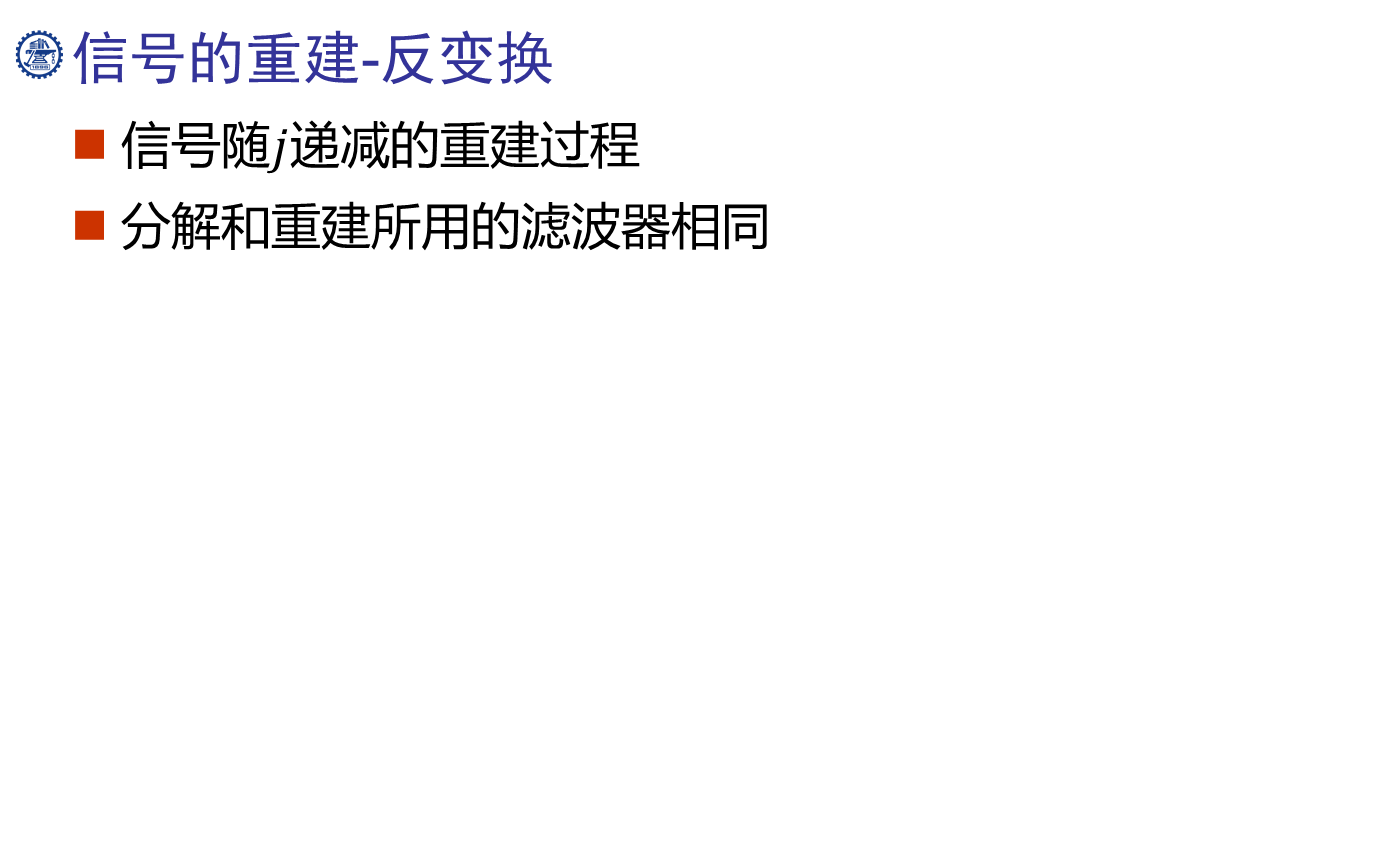 信号的重建-反变换
信号随j递减的重建过程
分解和重建所用的滤波器相同